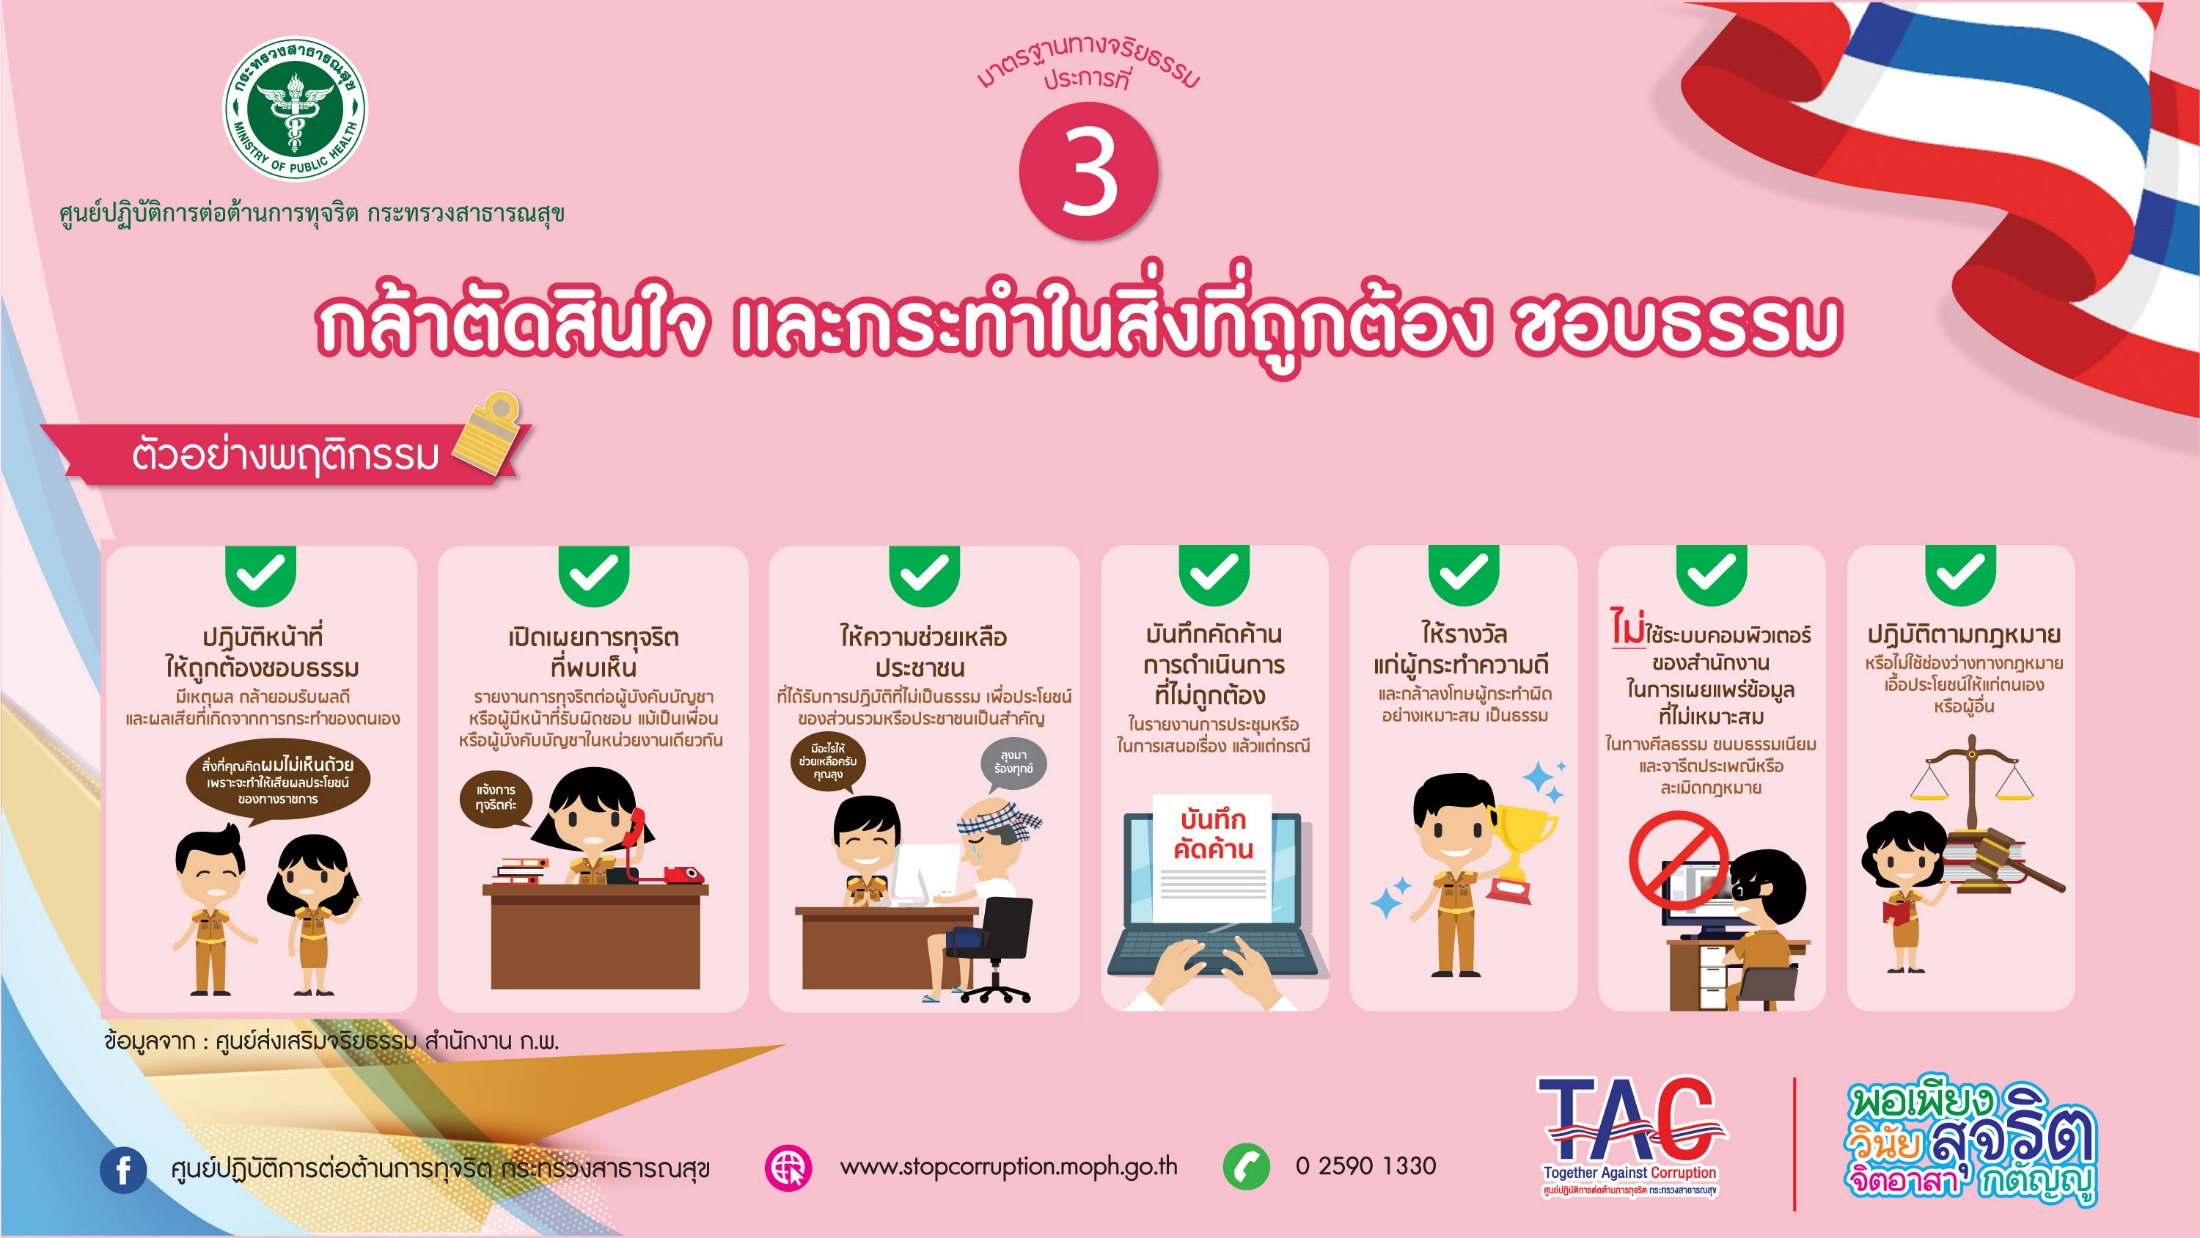 กระทรวงสาธารณสุข
MINISTRY OF PUBLIC HEALTH
ศูนย์ปฏิบัติการต่อต้านการทุจริต กระทรวงสาธารณสุข
มาตรฐานทางจริยธรรม
ประการที่
3
กล้าตัดสินใจ และกระทำในสิ่งที่ถูกต้อง ชอบธรรม
ตัวอย่างพฤติกรรม
ปฏิบัติหน้าที่
ให้ถูกต้องชอบธรรม
มีเหตุผล กล้ายอมรับผลดี
และผลเสียที่เกิดจากการกระทำของตนเอง
สิ่งที่คุณคิดผมไม่เห็นด้วย
เพราะจะทำให้เสียผลประโยชน์
ของทางราชการ
เปิดเผยการทุจริต
ที่พบเห็น
รายงานการทุจริตต่อผู้บังคับบัญชา
หรือผู้มีหน้าที่รับผิดชอบ แม้เป็นเพื่อน
หรือผู้บังคับบัญชาในหน่วยงานเดียวกัน
แจ้งการ
ทุจริตค่ะ
ให้ความช่วยเหลือ
ประชาชน
ที่ได้รับการปฏิบัติที่ไม่เป็นธรรม เพื่อประโยชน์
ของส่วนรวมหรือประชาชนเป็นสำคัญ
มีอะไรให้
ช่วยเหลือครับ
คุณลุง
ลุงมา
ร้องทุกข์
บันทึกคัดค้าน
การดำเนินการ
ที่ไม่ถูกต้อง
ในรายงานการประชุมหรือ
ในการเสนอเรื่อง แล้วแต่กรณี
บันทึก
คัดค้าน
ให้รางวัล
แก่ผู้กระทำความดี
และกล้าลงโทษผู้กระทำผิด
อย่างเหมาะสม เป็นธรรม
ไม่ใช้ระบบคอมพิวเตอร์
ของสำนักงาน
ในการเผยแพร่ข้อมูล
ที่ไม่เหมาะสม
ในทางศีลธรรม ขนบธรรมเนียม
และจารีตประเพณีหรือ
ละเมิดกฎหมาย
ปฏิบัติตามกฎหมาย
หรือไม่ใช้ช่องว่างทางกฎหมาย
เอื้อประโยชน์ให้แก่ตนเอง
หรือผู้อื่น
ข้อมูลจาก : ศูนย์ส่งเสริมจริยธรรม สำนักงาน ก.พ.
ศูนย์ปฏิบัติการต่อต้านการทุจริต กระทรวงสาธารณสุข
www.stopcorruption.moph.go.th
0 2590 1330
TAC
Together Against Corruption
ศูนย์ปฏิบัติการต่อต้านการทุจริต กระทรวงสาธารณสุข
พอเพียง
วินัย สุจริต
จิตอาสา กตัญญู